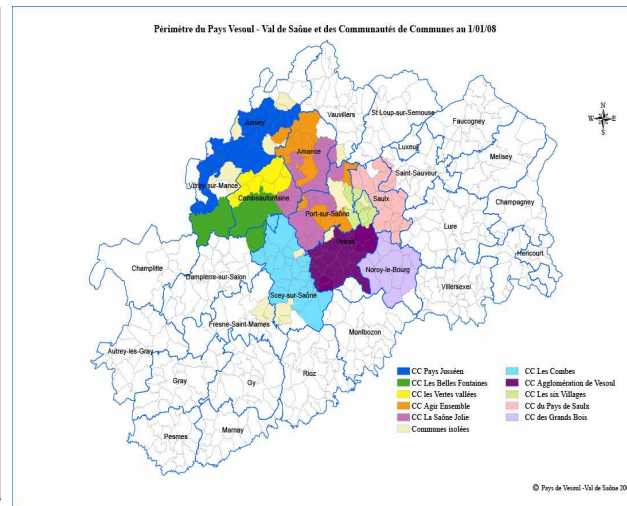 Périmètre du Pays Vesoul - Val de Saône et des Communautés de Communes au 1/01/08
N
W
E
S
Vauvillers
St Loup-sur-Semouse
Jussey
Faucogney
Amance
Luxeuil
Melisey
Saint-Sauveur
Vitrey-sur-Mance
Combeaufontaine
Saulx
Champagney
Port-sur-Saône
Lure
Vesoul
Héricourt
Champlitte
Noroy-le-Bourg
Dampierre-sur-Salon
Villersexel
Scey-sur-Saône
Fresne-Saint-Mamès
Montbozon
Autrey-les-Gray
Rioz
Gray
Gy
Pesmes
Marnay
CC Pays Jusséen
CC Les Belles Fontaines
CC les Vertes vallées
CC Agir Ensemble
CC La Saône Jolie
Communes isolées
CC Les Combes
CC Agglomération de Vesoul
CC Les six Villages
CC du Pays de Saulx
CC des Grands Bois
© Pays de Vesoul -Val de Saône